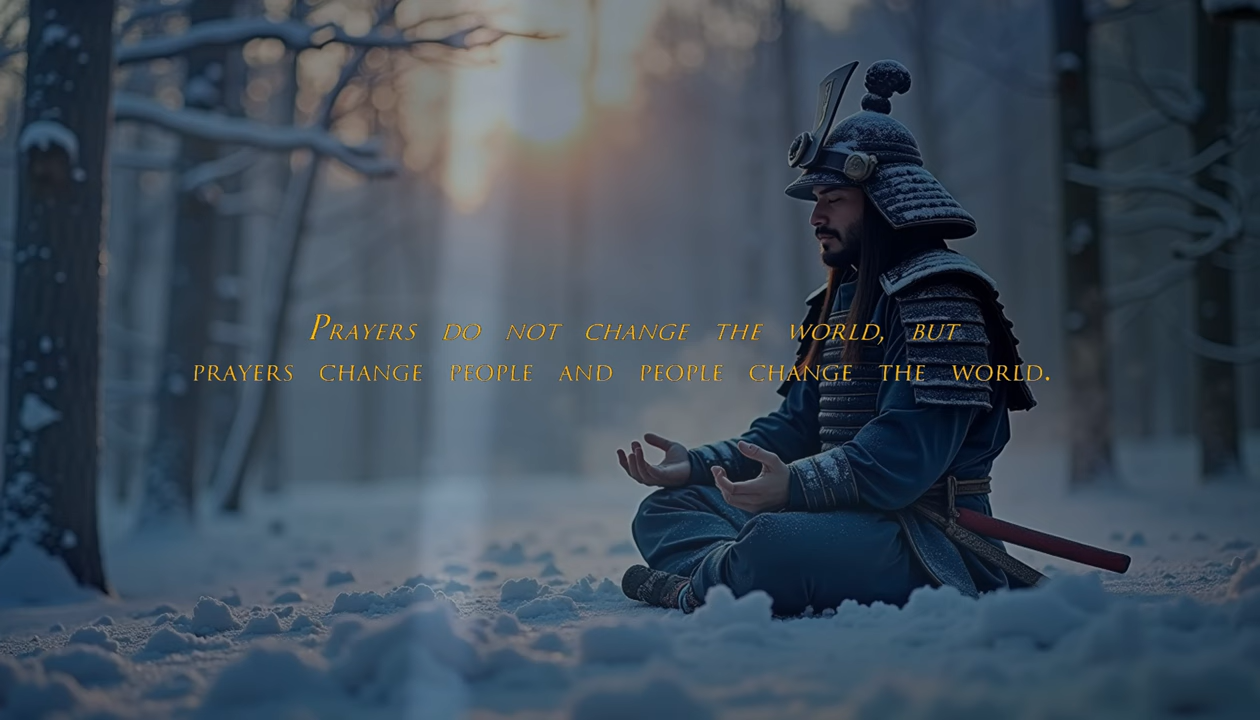 Prayers do not change the world, but
prayers change people and people change the world.